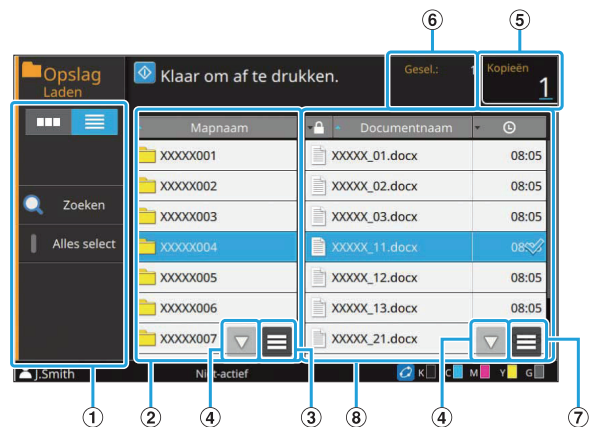 ⑥ ⑤
Opslag
Laden
Klaar om af te drukken.
Gesel.: 1
Kopieën
1
Mapnaam
Documentnaam
XXXXX001
XXXXX_01.docx 08:05
XXXXX002
XXXXX_02.docx 08:05
Zoeken
XXXXX003
XXXXX_03.docx 08:05
Alles select
XXXXX004
XXXXX_11.docx
XXXXX005
XXXXX_12.docx 08:05
XXXXX006
XXXXX_13.docx 08:05
XXXXX007
XXXXX_21.docx
J.Smith
Niet-actief
K C M Y G
① ② ④ ③ ⑧ ④ ⑦